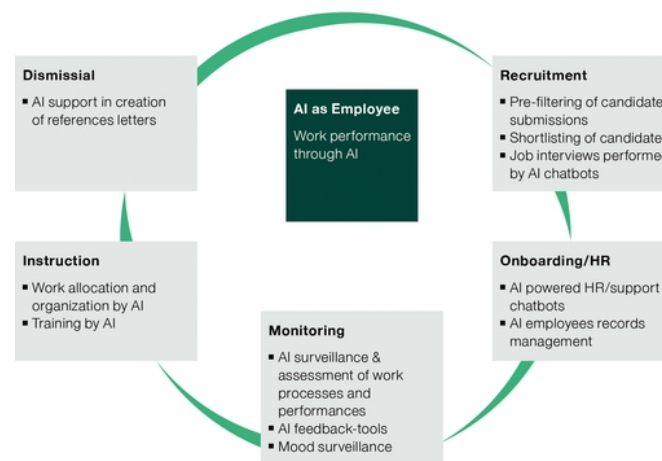 Dismissial
▪ AI support in creation
of references letters
AI as Employee
Work performance
through AI
Recruitment
▪ Pre-filtering of candidate
submissions
▪ Shortlisting of candidate
▪ Job interviews performe
by AI chatbots
Instruction
▪ Work allocation and
organization by AI
▪ Training by AI
Monitoring
▪ AI surveillance &
assessment of work
processes and
performances
▪ AI feedback-tools
▪ Mood surveillance
Onboarding/HR
▪ AI powered HR/support
chatbots
▪ AI employees records
management